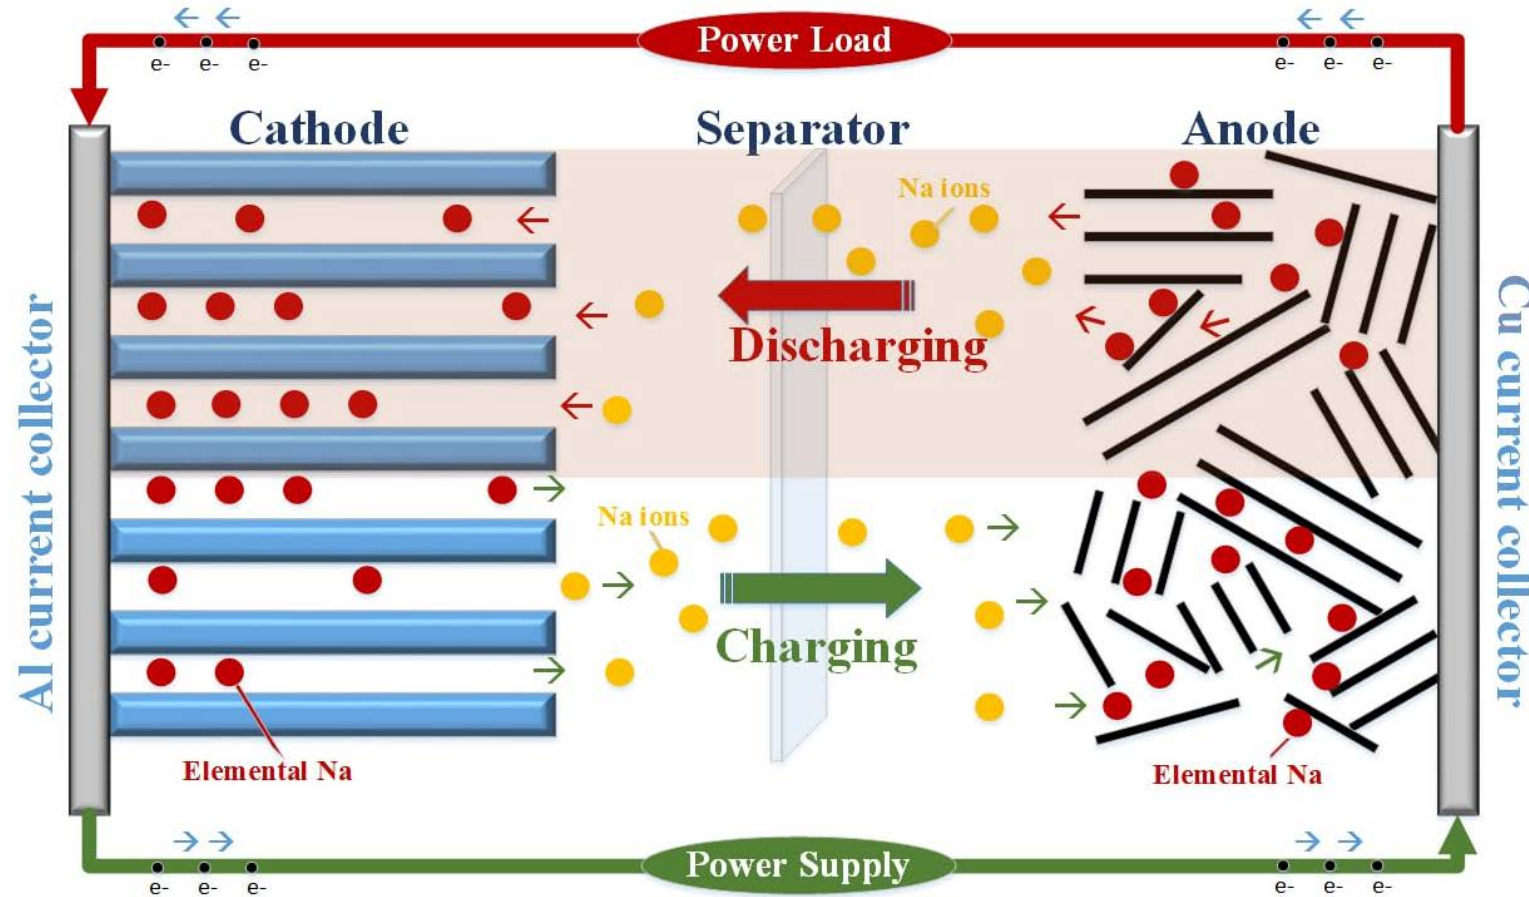 Power Load
e- e- e-
e- e- e-
Cathode
Separator
Anode
Na ions
Discharging
Al current collector
Cu current collector
Na ions
Charging
Elemental Na
Elemental Na
Power Supply
e- e- e-
e- e- e-